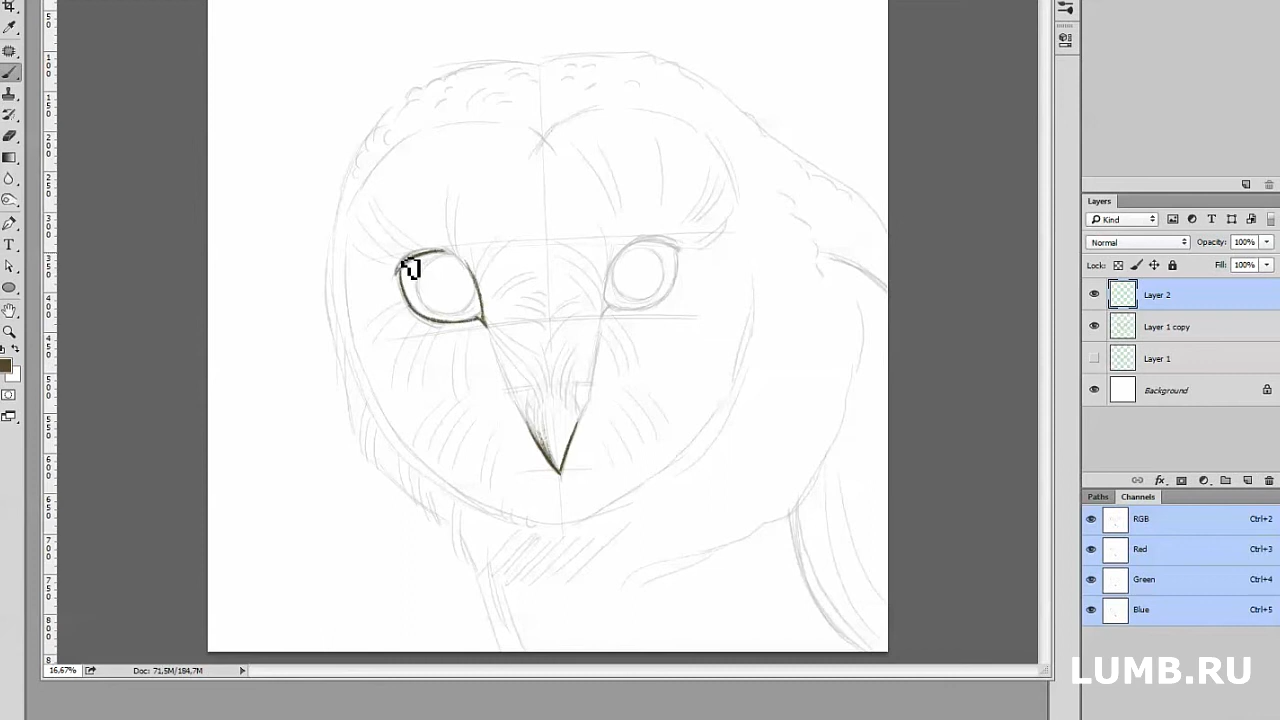 Layers
Kind
Normal
Opacity: 100%
Lock:
Fill: 100%
Layer 2
Layer 1 copy
Layer 1
Background
Paths Channels
RGB Ctrl+2
Red Ctrl+3
Green Ctrl+4
Blue Ctrl+5
16,67% Doc: 71,5M/184,7M
LUMB.RU